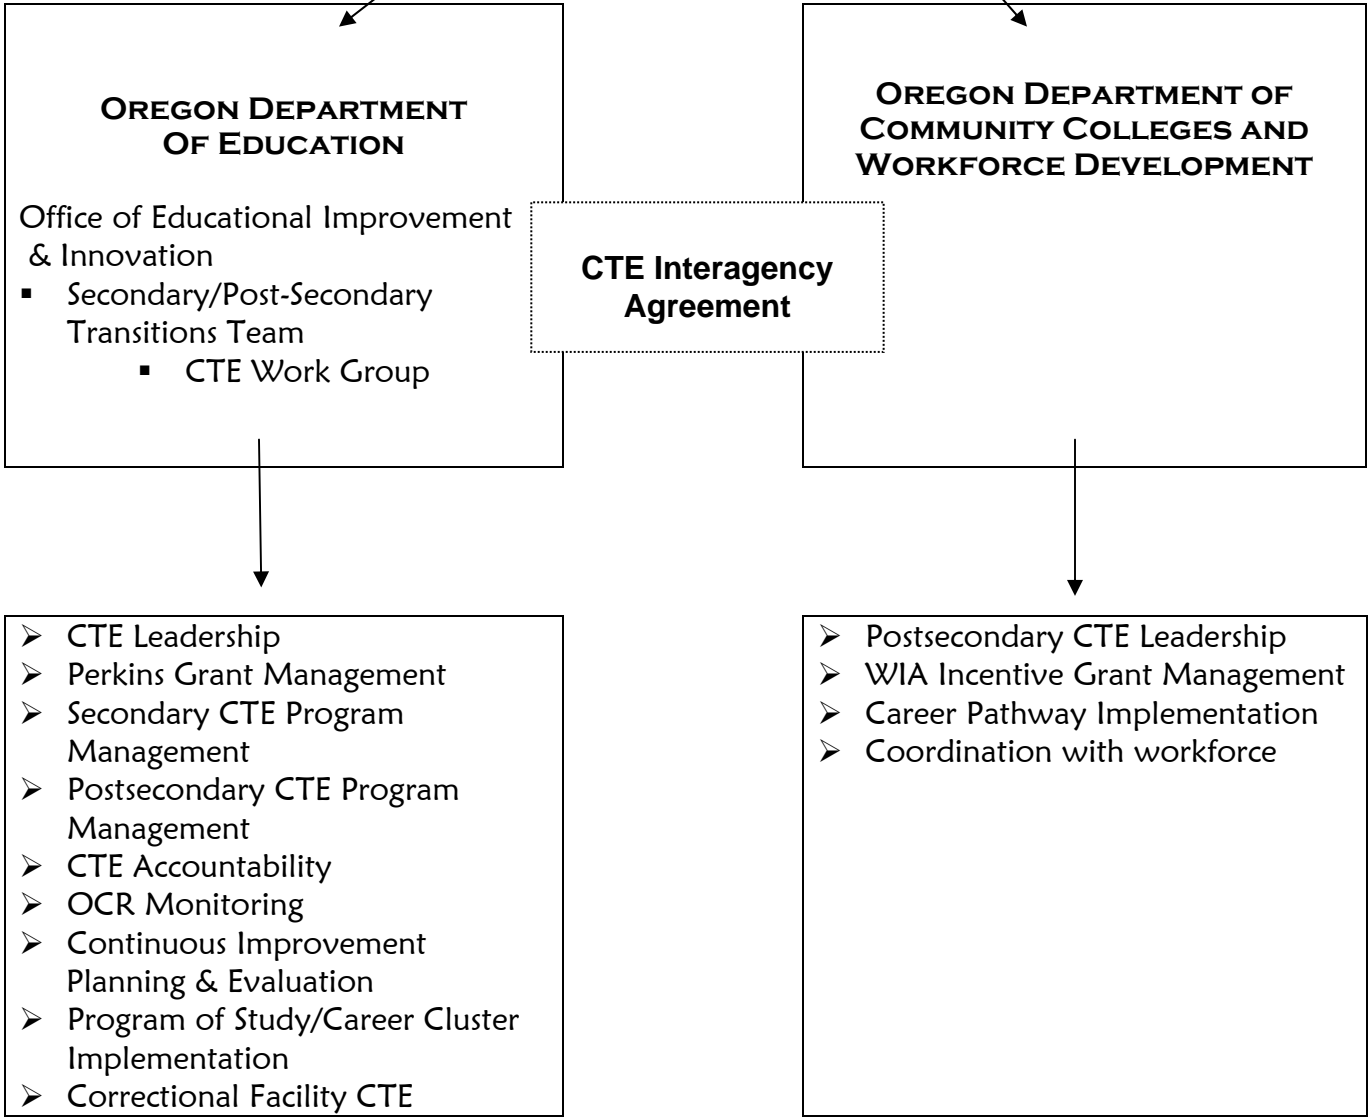 OREGON DEPARTMENT
OF EDUCATION
Office of Educational Improvement
& Innovation
▪ Secondary/Post-Secondary
Transitions Team
▪ CTE Work Group
CTE Interagency
Agreement
OREGON DEPARTMENT OF
COMMUNITY COLLEGES AND
WORKFORCE DEVELOPMENT
➢ CTE Leadership
➢ Perkins Grant Management
➢ Secondary CTE Program
Management
➢ Postsecondary CTE Program
Management
➢ CTE Accountability
➢ OCR Monitoring
➢ Continuous Improvement
Planning & Evaluation
➢ Program of Study/Career Cluster
Implementation
➢ Correctional Facility CTE
➢ Postsecondary CTE Leadership
➢ WIA Incentive Grant Management
➢ Career Pathway Implementation
➢ Coordination with workforce